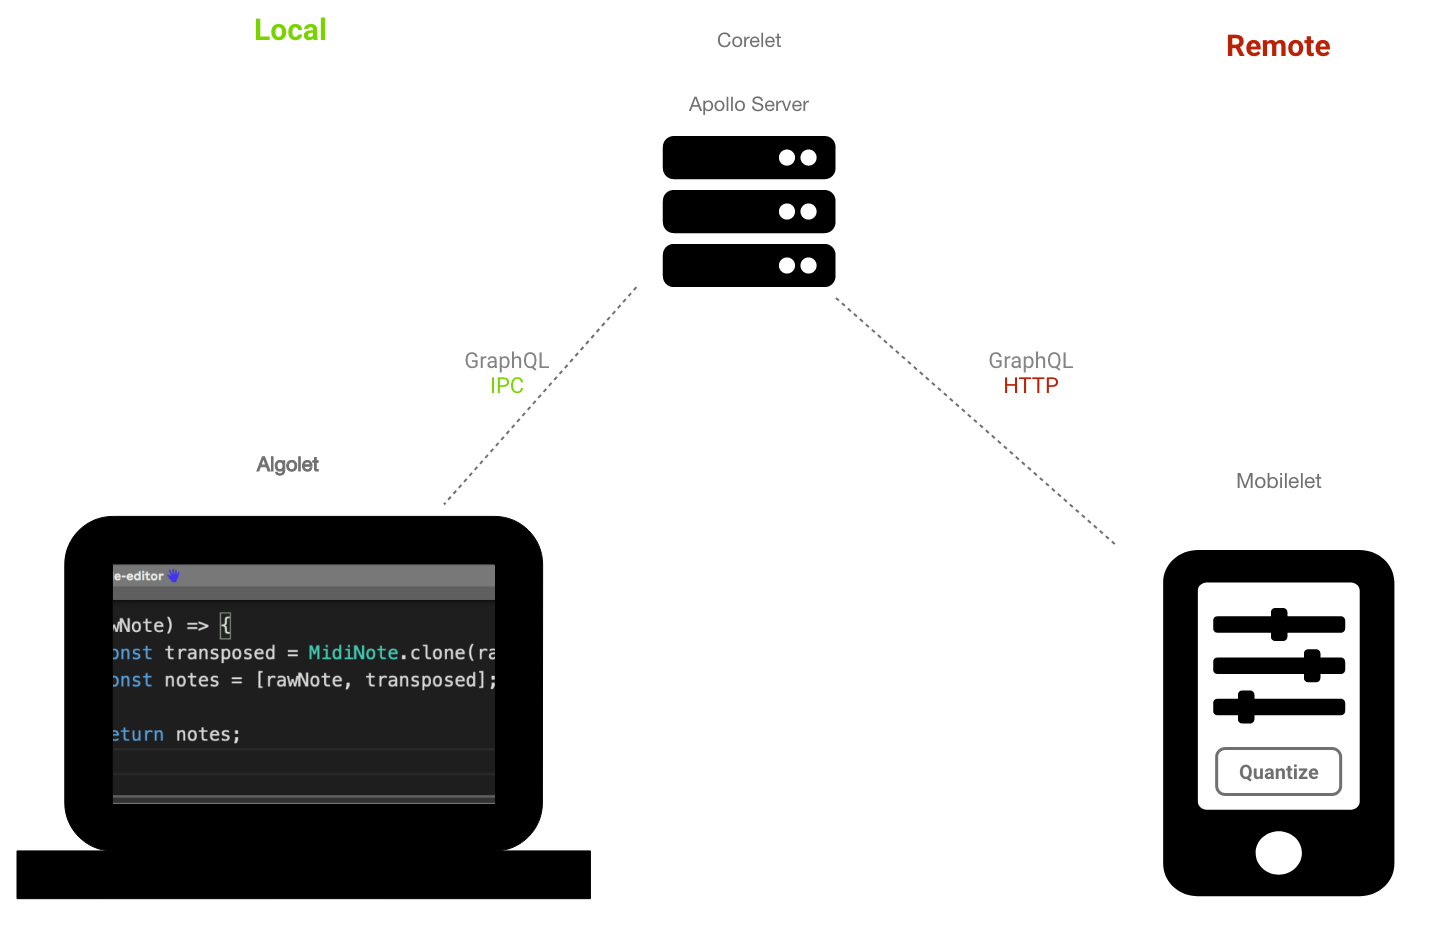 Local
Corelet
Remote
Apollo Server
GraphQL
IPC
GraphQL
HTTP
Algolet
Mobilelet
e-editor
wNote) => {
onst transposed = MidiNote.clone(ra
onst notes = [rawNote, transposed];
eturn notes;
Quantize